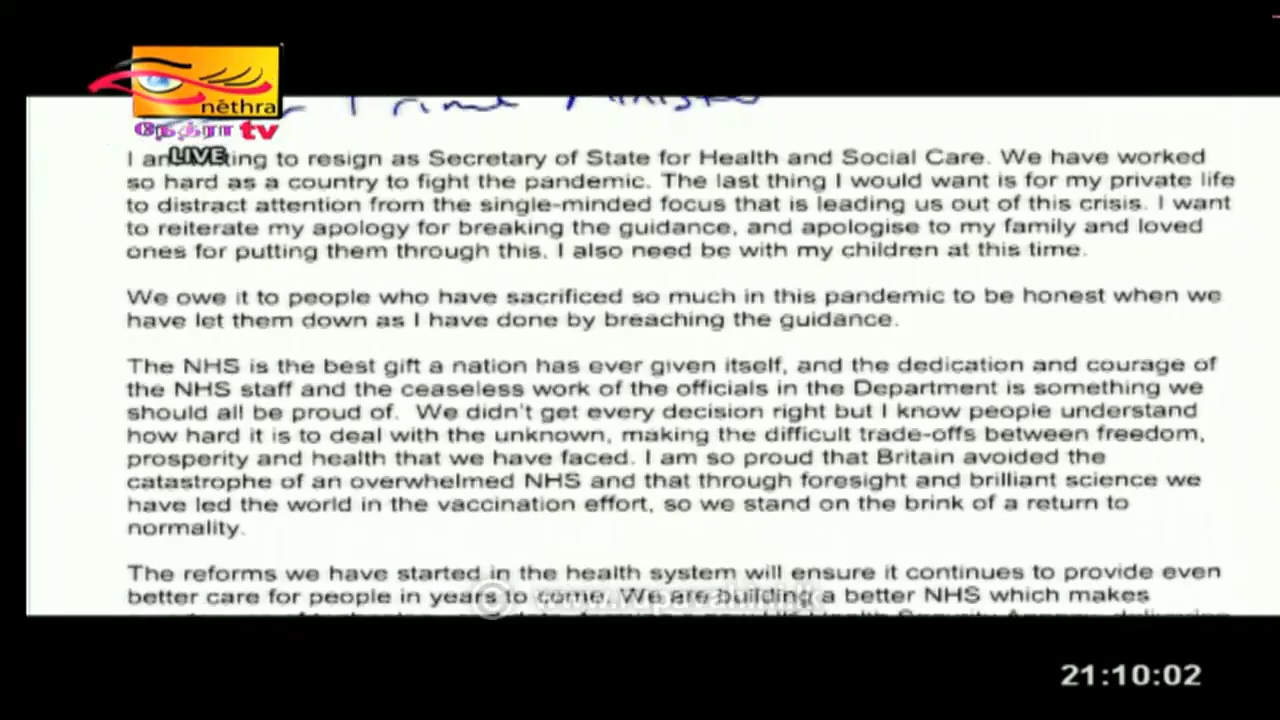 nethra
நேத்ரா tv
LIVE
Prime Minister
I am ting to resign as Secretary of State for Health and Social Care. We have worked
so hard as a country to fight the pandemic. The last thing I would want is for my private life
to distract attention from the single-minded focus that is leading us out of this crisis. I want
to reiterate my apology for breaking the guidance, and apologise to my family and loved
ones for putting them through this. I also need be with my children at this time.
We owe it to people who have sacrificed so much in this pandemic to be honest when we
have let them down as I have done by breaching the guidance.
The NHS is the best gift a nation has ever given itself, and the dedication and courage of
the NHS staff and the ceaseless work of the officials in the Department is something we
should all be proud of. We didn't get every decision right but I know people understand
how hard it is to deal with the unknown, making the difficult trade-offs between freedom,
prosperity and health that we have faced. I am so proud that Britain avoided the
catastrophe of an overwhelmed NHS and that through foresight and brilliant science we
have led the world in the vaccination effort, so we stand on the brink of a return to
normality.
The reforms we have started in the health system will ensure it continues to provide even
better care for people in years to come. We are building a better NHS which makes
21:10:02